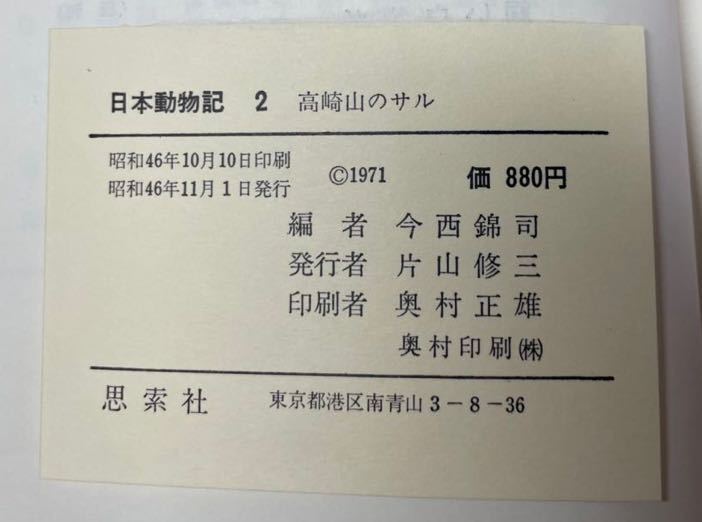 日本動物記 2 高崎山のサル
昭和46年10月10日印刷
昭和46年11月1日発行
©1971
価 880円
編者 今西錦司
発行者 片山修三
印刷者 奥村正雄
奥村印刷㈱
思索社 東京都港区南青山3-8-36